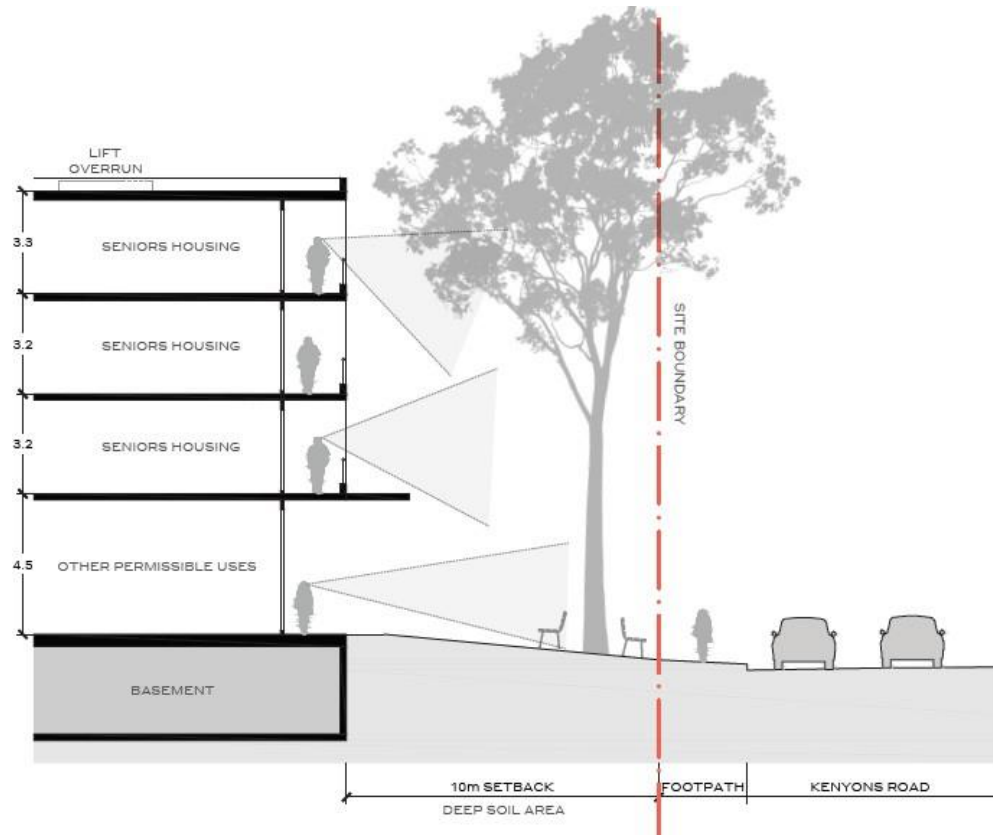 LIFT
OVERRUN
3.3
SENIORS HOUSING
3.2
SENIORS HOUSING
SITE BOUNDARY
3.2
SENIORS HOUSING
4.5
OTHER PERMISSIBLE USES
BASEMENT
10m SETBACK
FOOTPATH
KENYONS ROAD
DEEP SOIL AREA